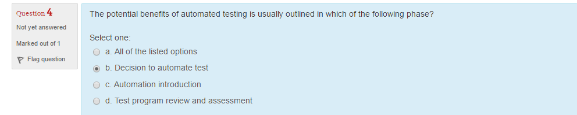 Question 4
Not yet answered
Marked out of 1
Flag question
The potential benefits of automated testing is usually outlined in which of the following phase?
Select one:
a. All of the listed options
b. Decision to automate test
c. Automation introduction
d. Test program review and assessment